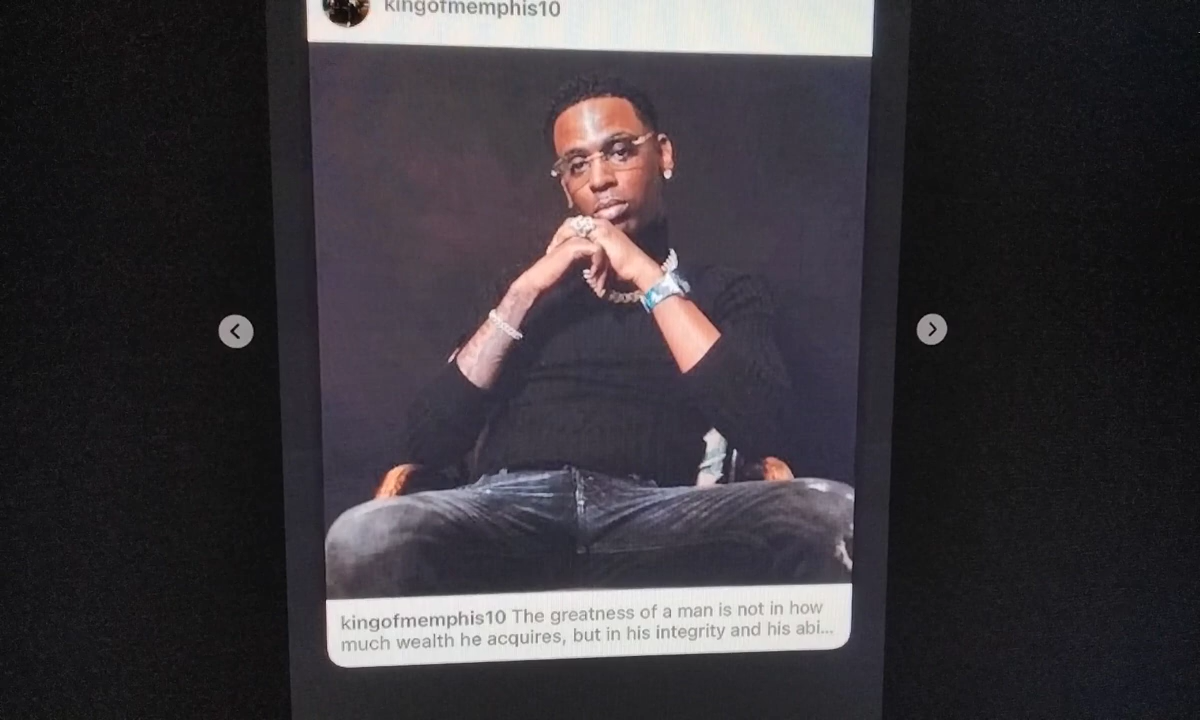 kingofmemphis10
kingofmemphis10 The greatness of a man is not in how
much wealth he acquires, but in his integrity and his abi...